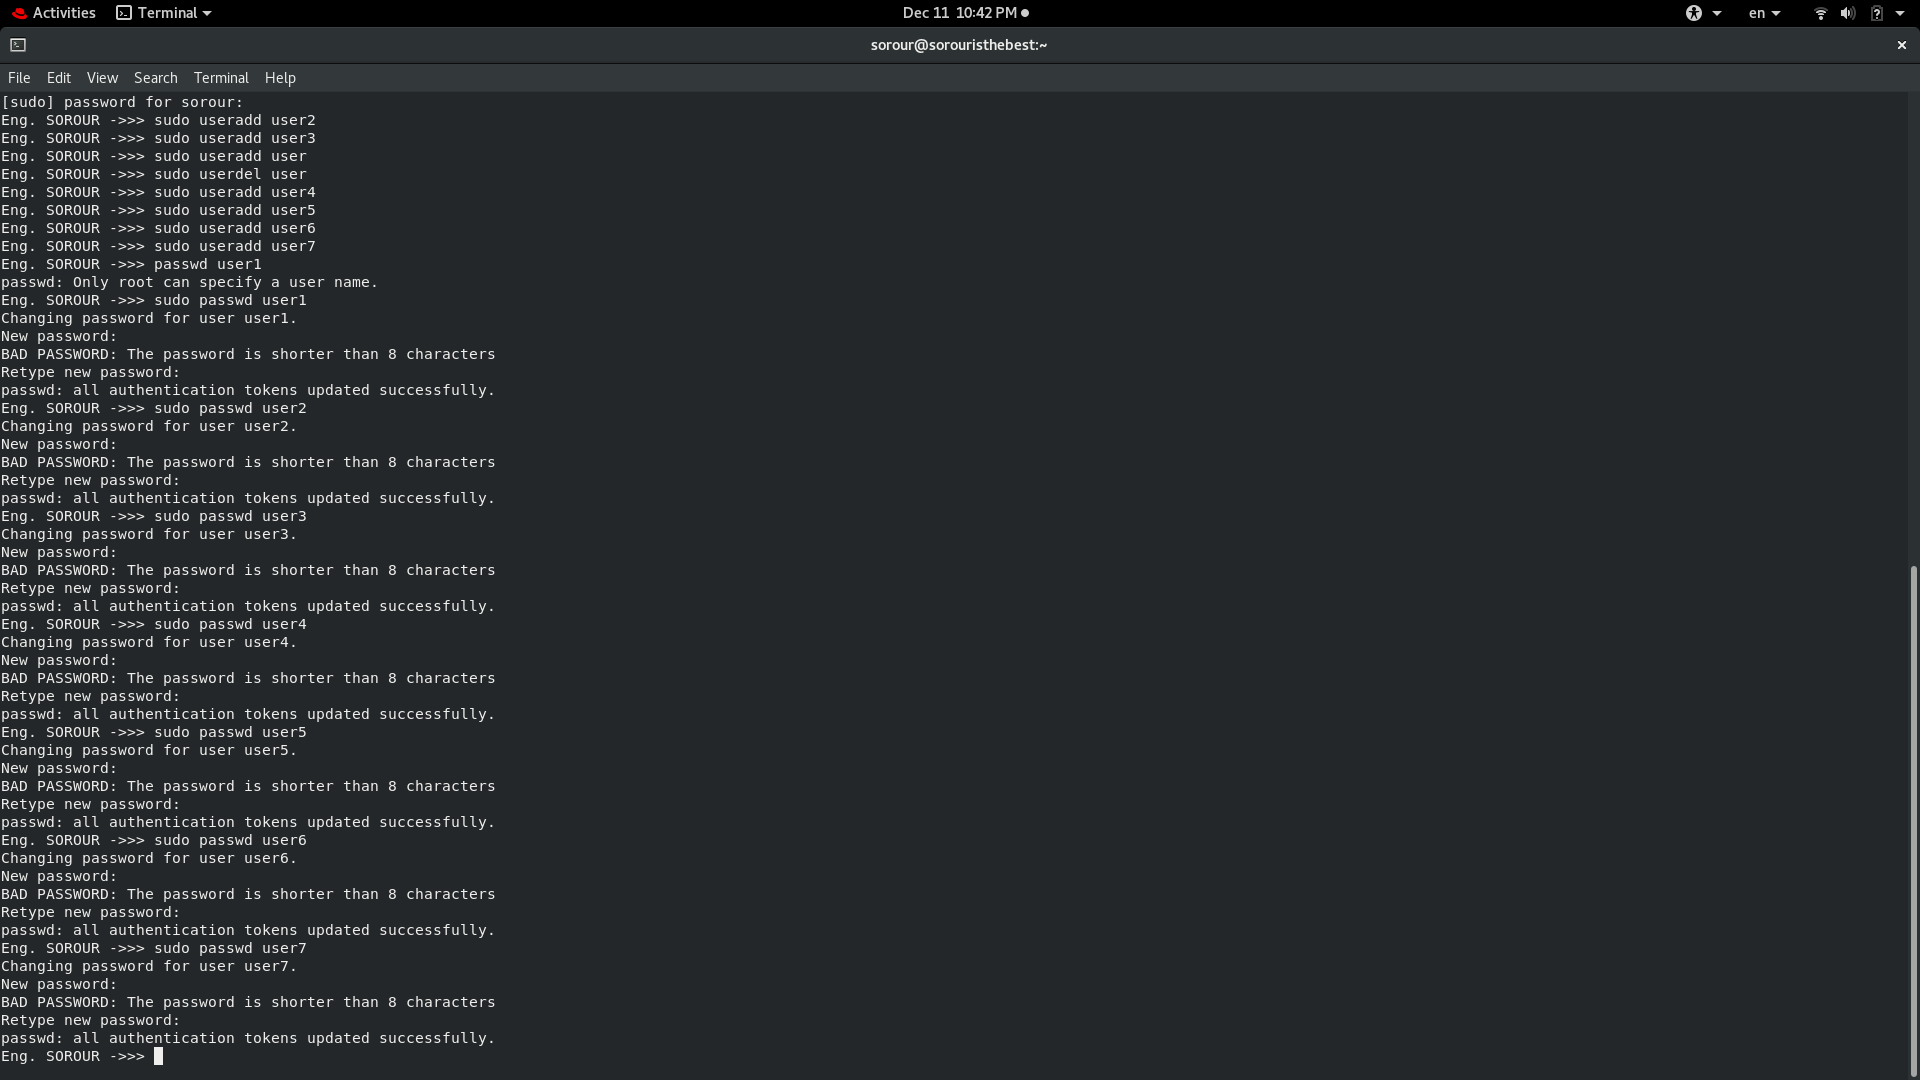 Activities Terminal Dec 11 10:42 PM en
sorour@sorouristhebest:~
File Edit View Search Terminal Help
[sudo] password for sorour:
Eng. SOROUR ->>> sudo useradd user2
Eng. SOROUR ->>> sudo useradd user3
Eng. SOROUR ->>> sudo useradd user
Eng. SOROUR ->>> sudo userdel user
Eng. SOROUR ->>> sudo useradd user4
Eng. SOROUR ->>> sudo useradd user5
Eng. SOROUR ->>> sudo useradd user6
Eng. SOROUR ->>> sudo useradd user7
Eng. SOROUR ->>> passwd user1
passwd: Only root can specify a user name.
Eng. SOROUR ->>> sudo passwd user1
Changing password for user user1.
New password:
BAD PASSWORD: The password is shorter than 8 characters
Retype new password:
passwd: all authentication tokens updated successfully.
Eng. SOROUR ->>> sudo passwd user2
Changing password for user user2.
New password:
BAD PASSWORD: The password is shorter than 8 characters
Retype new password:
passwd: all authentication tokens updated successfully.
Eng. SOROUR ->>> sudo passwd user3
Changing password for user user3.
New password:
BAD PASSWORD: The password is shorter than 8 characters
Retype new password:
passwd: all authentication tokens updated successfully.
Eng. SOROUR ->>> sudo passwd user4
Changing password for user user4.
New password:
BAD PASSWORD: The password is shorter than 8 characters
Retype new password:
passwd: all authentication tokens updated successfully.
Eng. SOROUR ->>> sudo passwd user5
Changing password for user user5.
New password:
BAD PASSWORD: The password is shorter than 8 characters
Retype new password:
passwd: all authentication tokens updated successfully.
Eng. SOROUR ->>> sudo passwd user6
Changing password for user user6.
New password:
BAD PASSWORD: The password is shorter than 8 characters
Retype new password:
passwd: all authentication tokens updated successfully.
Eng. SOROUR ->>> sudo passwd user7
Changing password for user user7.
New password:
BAD PASSWORD: The password is shorter than 8 characters
Retype new password:
passwd: all authentication tokens updated successfully.
Eng. SOROUR ->>>